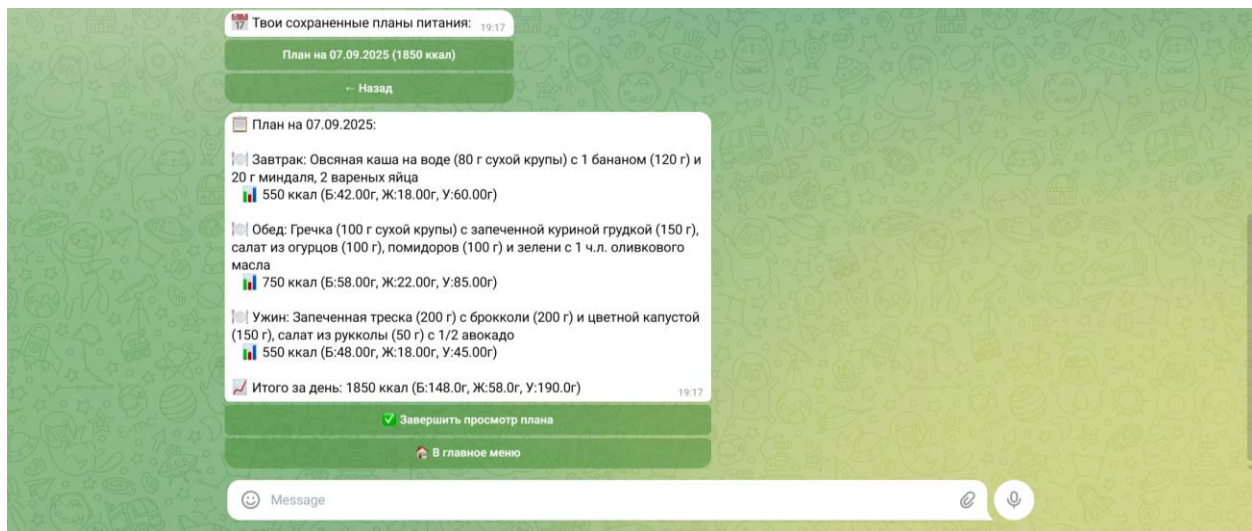 17 Твои сохраненные планы питания: 19:17
План на 07.09.2025 (1850 ккал)
← Назад
План на 07.09.2025:
Завтрак: Овсяная каша на воде (80 г сухой крупы) с 1 бананом (120 г) и
20 г миндаля, 2 вареных яйца
550 ккал (Б:42.00г, Ж:18.00г, У:60.00г)
Обед: Гречка (100 г сухой крупы) с запеченной куриной грудкой (150 г),
салат из огурцов (100 г), помидоров (100 г) и зелени с 1 ч.л. оливкового
масла
750 ккал (Б:58.00г, Ж:22.00г, У:85.00г)
Ужин: Запеченная треска (200 г) с брокколи (200 г) и цветной капустой
(150 г), салат из рукколы (50 г) с 1/2 авокадо
550 ккал (Б:48.00г, Ж:18.00г, У:45.00г)
Итого за день: 1850 ккал (Б:148.0г, Ж:58.0г, У:190.0г) 19:17
Завершить просмотр плана
В главное меню
Message